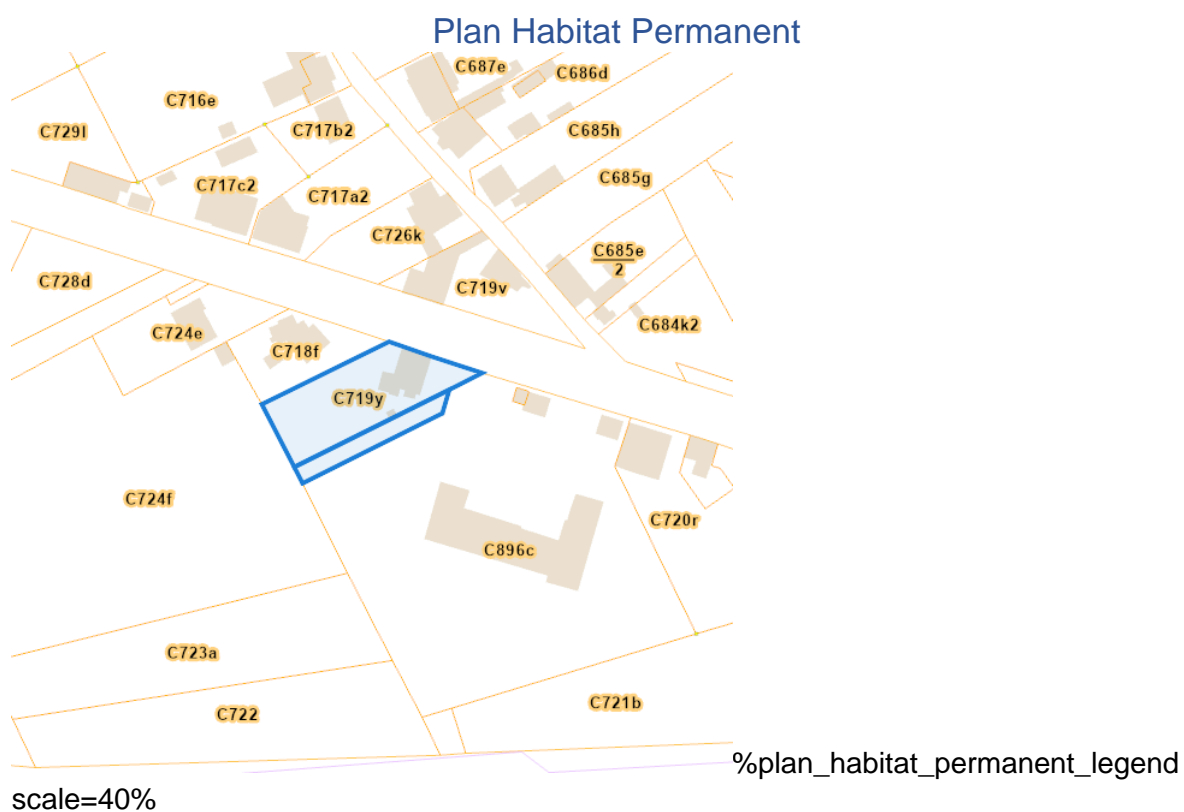 Plan Habitat Permanent
C687e
C686d
C716e
C729l
C717b2
C685h
C717c2
C717a2
C685g
C726k
C685e
2
C728d
C719v
C724e
C718f
C684k2
C719y
C724f
C720r
C896c
C723a
C722
C721b
%plan_habitat_permanent_legend
scale=40%